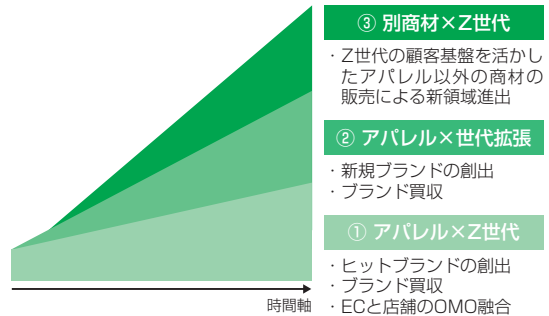 ③ 別商材×Z世代
・Z世代の顧客基盤を活かし
たアパレル以外の商材の
販売による新領域進出
② アパレル×世代拡張
・新規ブランドの創出
・ブランド買収
① アパレル×Z世代
・ヒットブランドの創出
・ブランド買収
・ECと店舗のOMO融合
時間軸